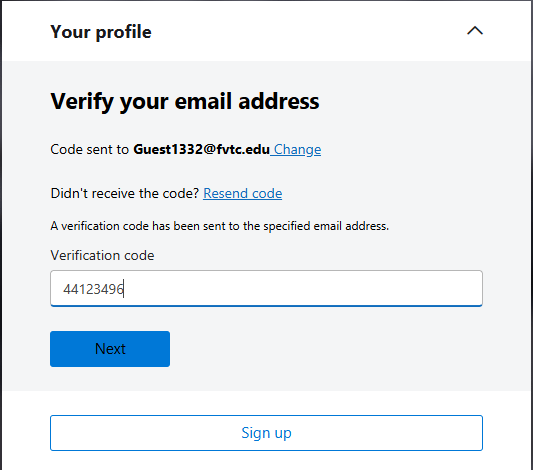 Your profile
Verify your email address
Code sent to Guest1332@fvtc.edu Change
Didn't receive the code? Resend code
A verification code has been sent to the specified email address.
Verification code
44123496
Next
Sign up